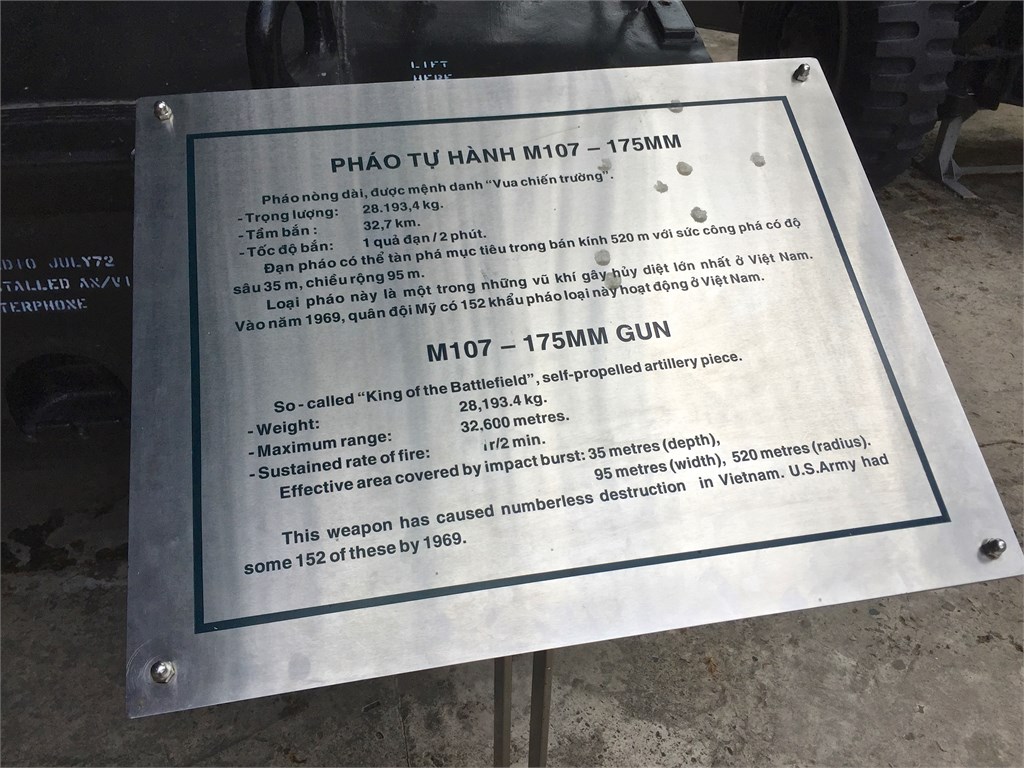 LIFT
HERE
DIO JULY72
TALLED AN/VI
TERPHONE
PHÁO TỰ HÀNH M107 – 175MM
Pháo nòng dài, được mệnh danh “Vua chiến trường”.
- Trọng lượng: 28.193,4 kg.
- Tầm bắn : 32,7 km.
- Tốc độ bắn: 1 quả đạn / 2 phút.
Đạn pháo có thể tàn phá mục tiêu trong bán kính 520 m với sức công phá có độ
sâu 35 m, chiều rộng 95 m.
Loại pháo này là một trong những vũ khí gây hủy diệt lớn nhất ở Việt Nam.
Vào năm 1969, quân đội Mỹ có 152 khẩu pháo loại này hoạt động ở Việt Nam.
M107 – 175MM GUN
So - called “King of the Battlefield”, self-propelled artillery piece.
- Weight: 28,193.4 kg.
- Maximum range: 32,600 metres.
- Sustained rate of fire: r/2 min.
Effective area covered by impact burst: 35 metres (depth),
95 metres (width), 520 metres (radius).
This weapon has caused numberless destruction in Vietnam. U.S.Army had
some 152 of these by 1969.